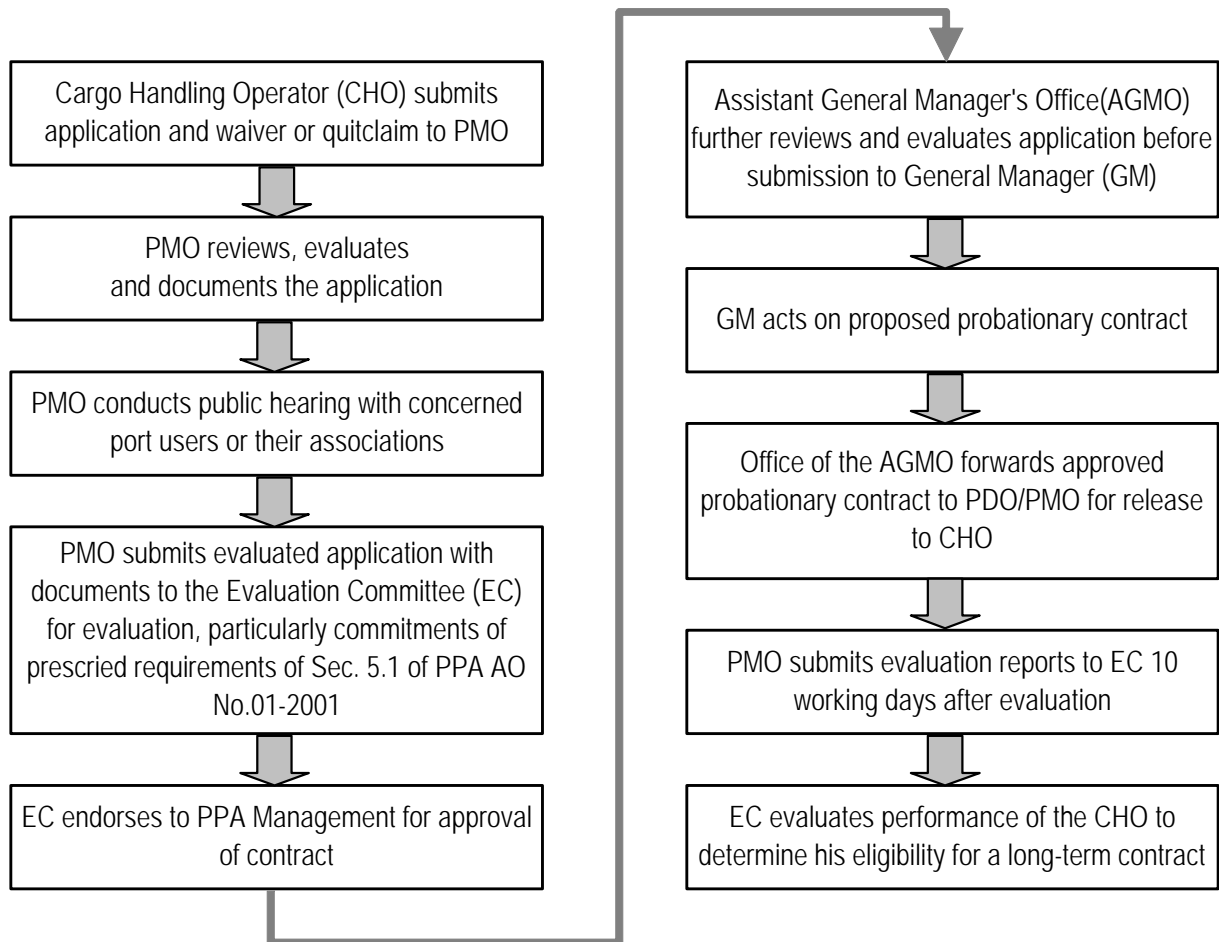 Cargo Handling Operator (CHO) submits
application and waiver or quitclaim to PMO
PMO reviews, evaluates
and documents the application
PMO conducts public hearing with concerned
port users or their associations
PMO submits evaluated application with
documents to the Evaluation Committee (EC)
for evaluation, particularly commitments of
prescried requirements of Sec. 5.1 of PPA AO
No.01-2001
EC endorses to PPA Management for approval
of contract
Assistant General Manager's Office(AGMO)
further reviews and evaluates application before
submission to General Manager (GM)
GM acts on proposed probationary contract
Office of the AGMO forwards approved
probationary contract to PDO/PMO for release
to CHO
PMO submits evaluation reports to EC 10
working days after evaluation
EC evaluates performance of the CHO to
determine his eligibility for a long-term contract